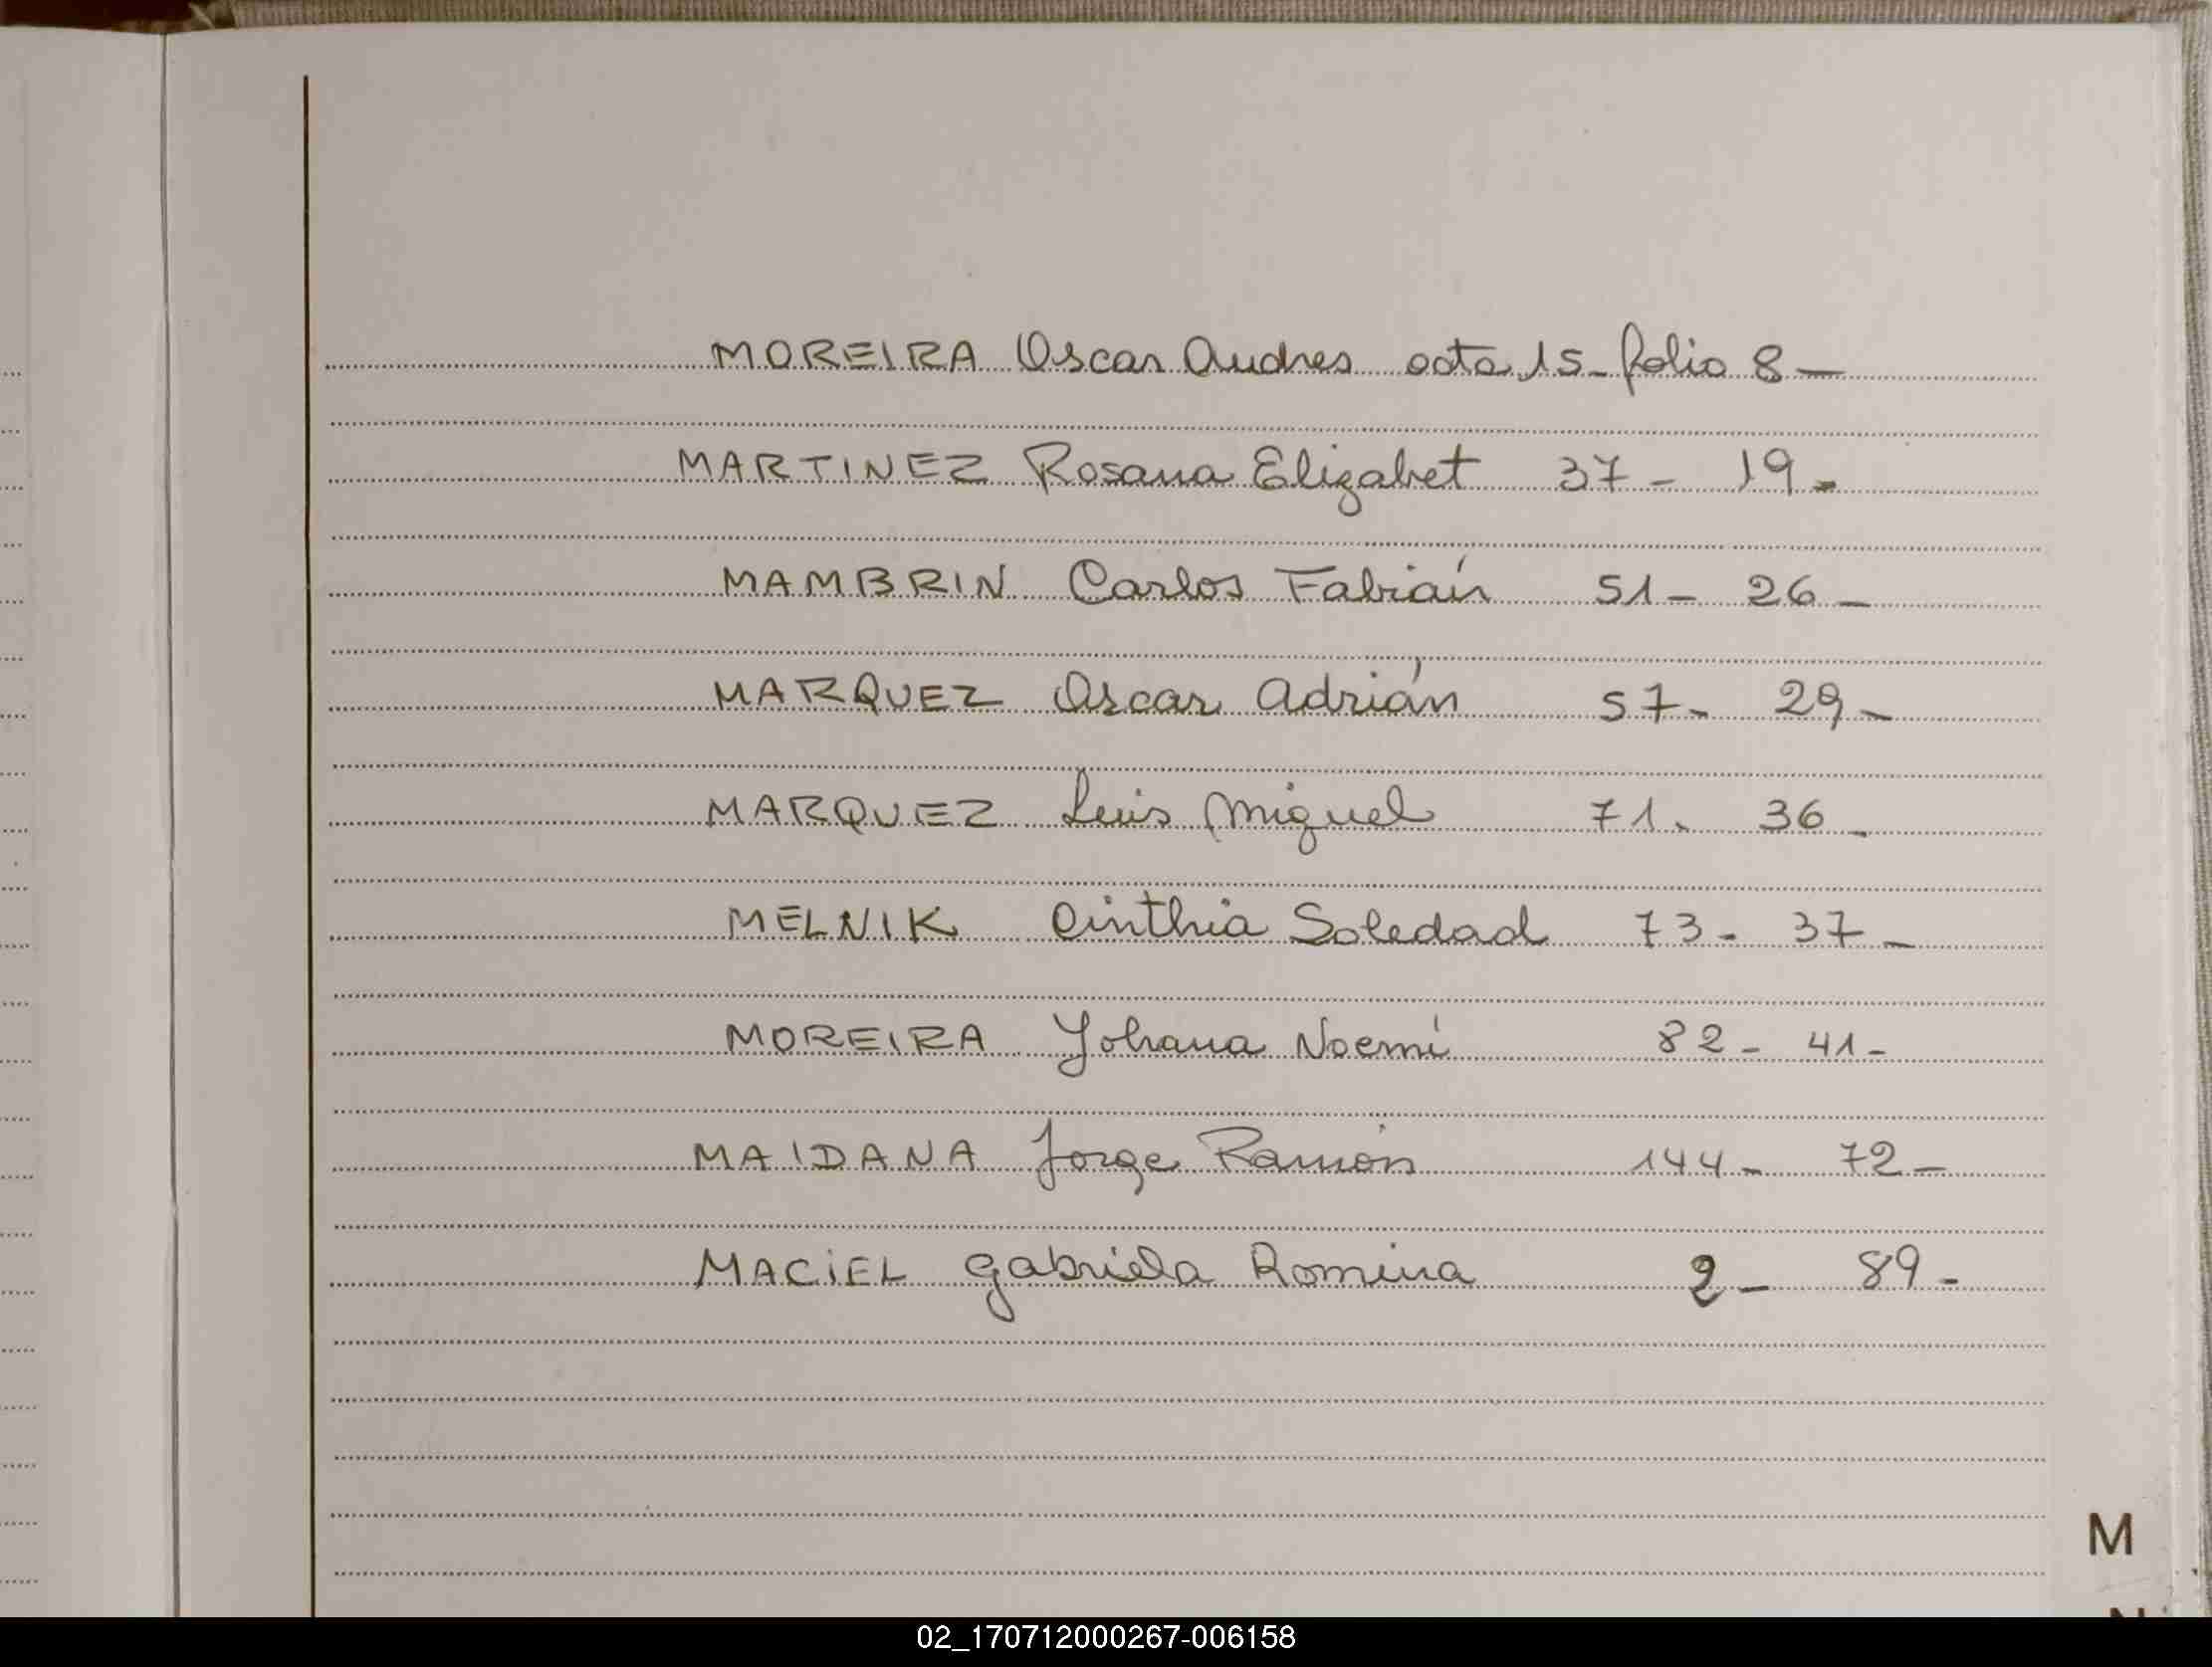 MOREIRA Oscar Andres acta 15 - folio 8 -
MARTINEZ Rosana Elizabet 37 - 19 -
MAMBRIN Carlos Fabián 51 - 26 -
MARQUEZ Oscar Adrián 57 - 29 -
MARQUEZ Luis Miguel 71 - 36 -
MELNIK Cinthia Soledad 73 - 37 -
MOREIRA Yohana Noemí 82 - 41 -
MAIDANA Jorge Ramón 144 - 72 -
MACIEL Gabriela Romina 2 - 89 -
M
02_170712000267-006158